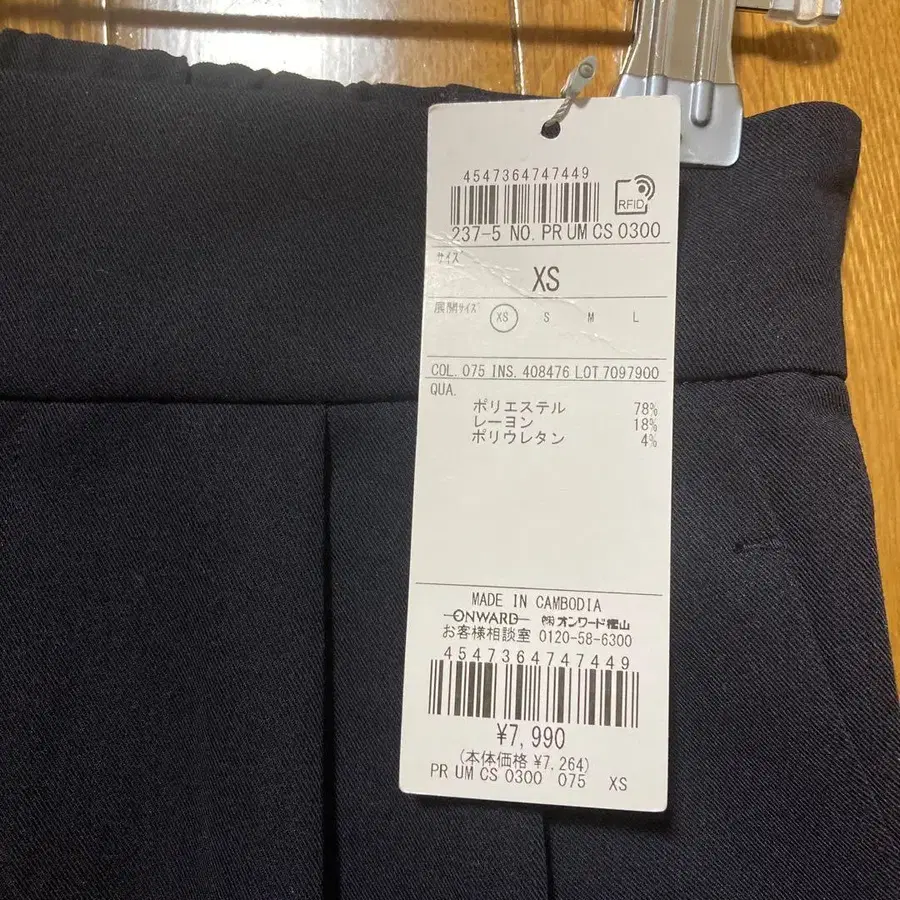 4547364747449
RFID
237-5 NO. PR UM CS 0300
サイズ
XS
展開サイズ XS S M L
COL. 075 INS. 408476 LOT 7097900
QUA.
ポリエステル 78%
レーヨン 18%
ポリウレタン 4%
MADE IN CAMBODIA
ONWARD ㈱オンワード樫山
お客様相談室 0120-58-6300
4547364747449
¥7,990
(本体価格 ¥7,264)
PR UM CS 0300 075 XS